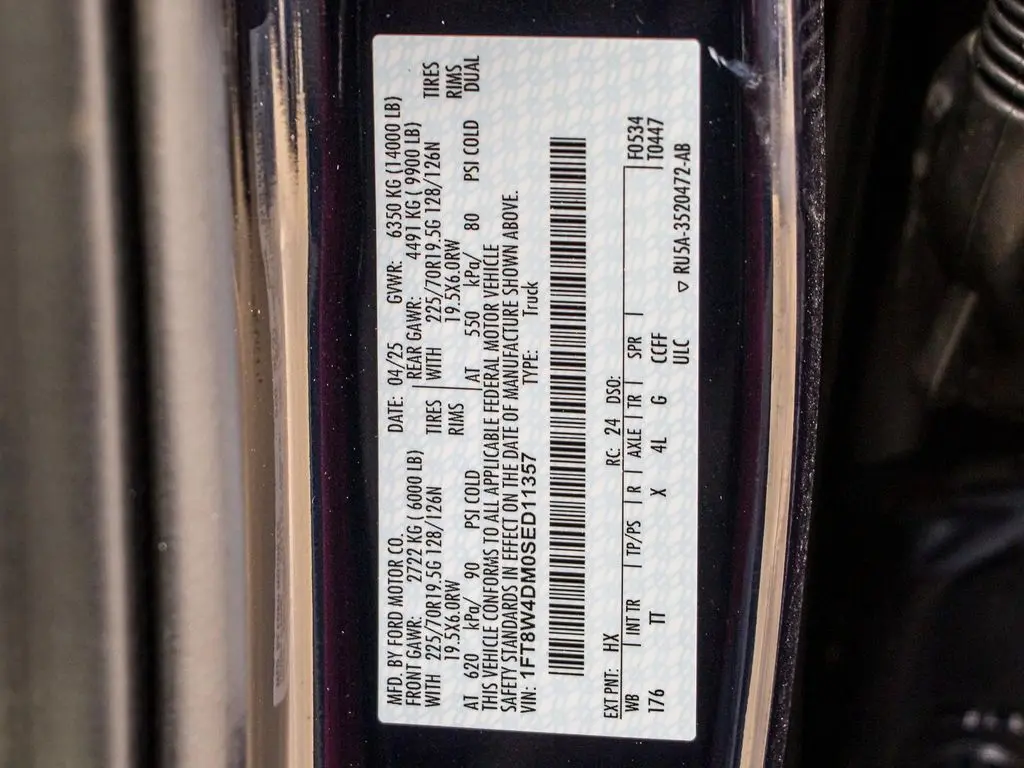 MFD. BY FORD MOTOR CO.
DATE: 04/25 GVWR: 6350 KG (14000 LB)
FRONT GAWR: 2722 KG (6000 LB) REAR GAWR: 4491 KG (9900 LB)
WITH 225/70R19.5G 128/126N TIRES WITH 225/70R19.5G 128/126N TIRES
19.5X6.0RW RIMS 19.5X6.0RW RIMS
AT 620 kPa/ 90 PSI COLD AT 550 kPa/ 80 PSI COLD DUAL
THIS VEHICLE CONFORMS TO ALL APPLICABLE FEDERAL MOTOR VEHICLE
SAFETY STANDARDS IN EFFECT ON THE DATE OF MANUFACTURE SHOWN ABOVE.
VIN: 1FT8W4DM0SED11357 TYPE: Truck
EXT PNT: HX RC: 24 DSO:
WB INT TR TP/PS R AXLE TR SPR F0534
176 TT X 4L G CCFF T0447
ULC ▽ RU5A-3520472-AB